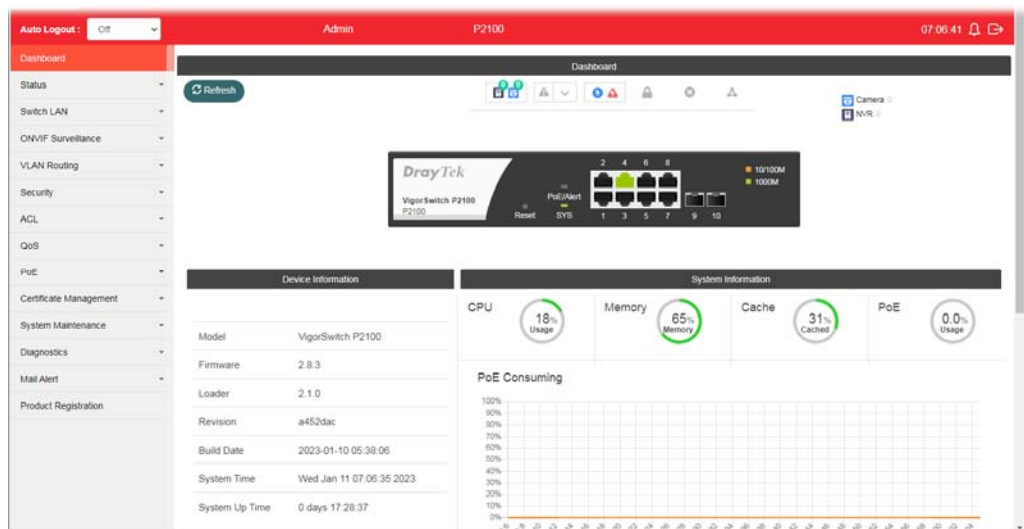 Auto Logout : Off Admin P2100 07:06:41
Dashboard
Status
Switch LAN
ONVIF Surveillance
VLAN Routing
Security
ACL
QoS
PoE
Certificate Management
System Maintenance
Diagnostics
Mail Alert
Product Registration
Dashboard
Refresh
0 0
Camera 0
NVR 0
DrayTek
VigorSwitch P2100
P2100
Reset
PoE/Alert
SYS
2 4 6 8
1 3 5 7 9 10
10/100M
1000M
Device Information
Model VigorSwitch P2100
Firmware 2.8.3
Loader 2.1.0
Revision a452dac
Build Date 2023-01-10 05:38:06
System Time Wed Jan 11 07:06:35 2023
System Up Time 0 days 17:28:37
System Information
CPU
18%
Usage
Memory
65%
Memory
Cache
31%
Cached
PoE
0.0%
Usage
PoE Consuming
100%
90%
80%
70%
60%
50%
40%
30%
20%
10%
0%